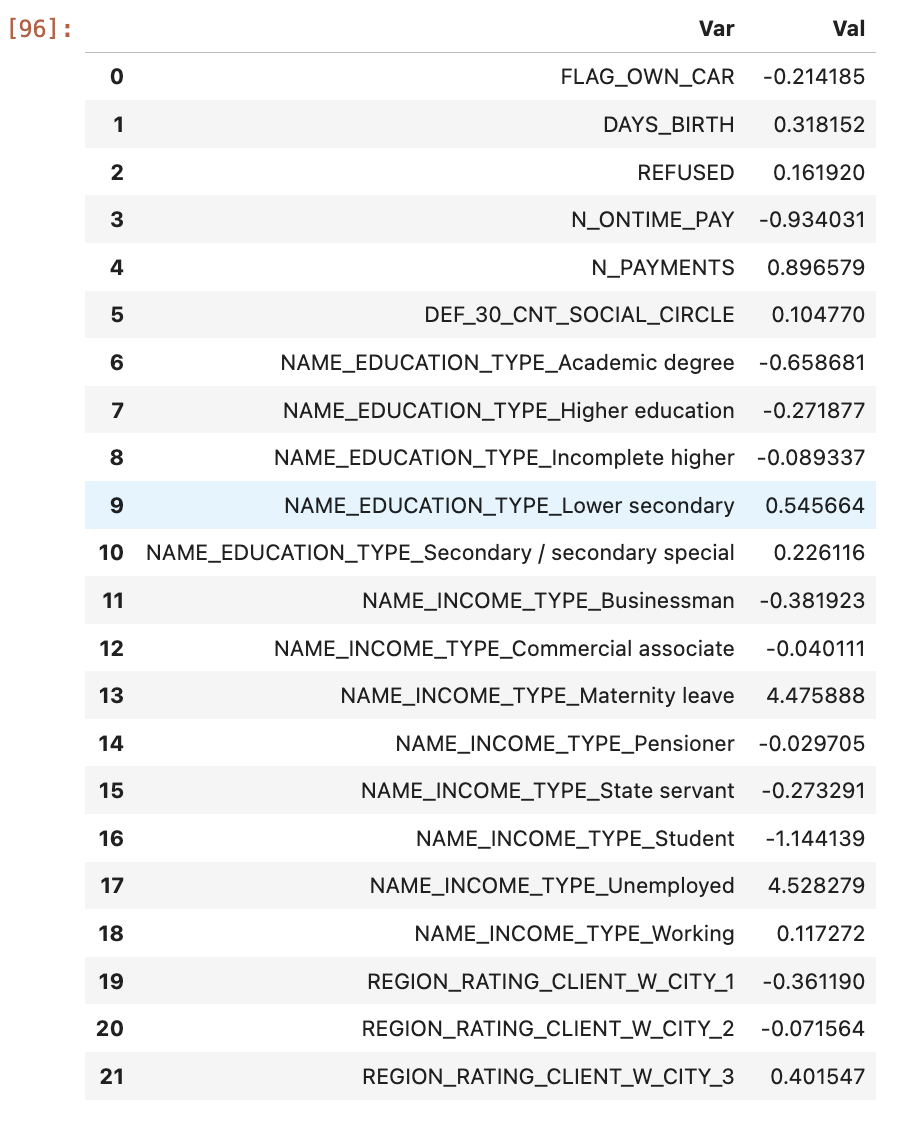 [96]: Var Val
0 FLAG_OWN_CAR -0.214185
1 DAYS_BIRTH 0.318152
2 REFUSED 0.161920
3 N_ONTIME_PAY -0.934031
4 N_PAYMENTS 0.896579
5 DEF_30_CNT_SOCIAL_CIRCLE 0.104770
6 NAME_EDUCATION_TYPE_Academic degree -0.658681
7 NAME_EDUCATION_TYPE_Higher education -0.271877
8 NAME_EDUCATION_TYPE_Incomplete higher -0.089337
9 NAME_EDUCATION_TYPE_Lower secondary 0.545664
10 NAME_EDUCATION_TYPE_Secondary / secondary special 0.226116
11 NAME_INCOME_TYPE_Businessman -0.381923
12 NAME_INCOME_TYPE_Commercial associate -0.040111
13 NAME_INCOME_TYPE_Maternity leave 4.475888
14 NAME_INCOME_TYPE_Pensioner -0.029705
15 NAME_INCOME_TYPE_State servant -0.273291
16 NAME_INCOME_TYPE_Student -1.144139
17 NAME_INCOME_TYPE_Unemployed 4.528279
18 NAME_INCOME_TYPE_Working 0.117272
19 REGION_RATING_CLIENT_W_CITY_1 -0.361190
20 REGION_RATING_CLIENT_W_CITY_2 -0.071564
21 REGION_RATING_CLIENT_W_CITY_3 0.401547